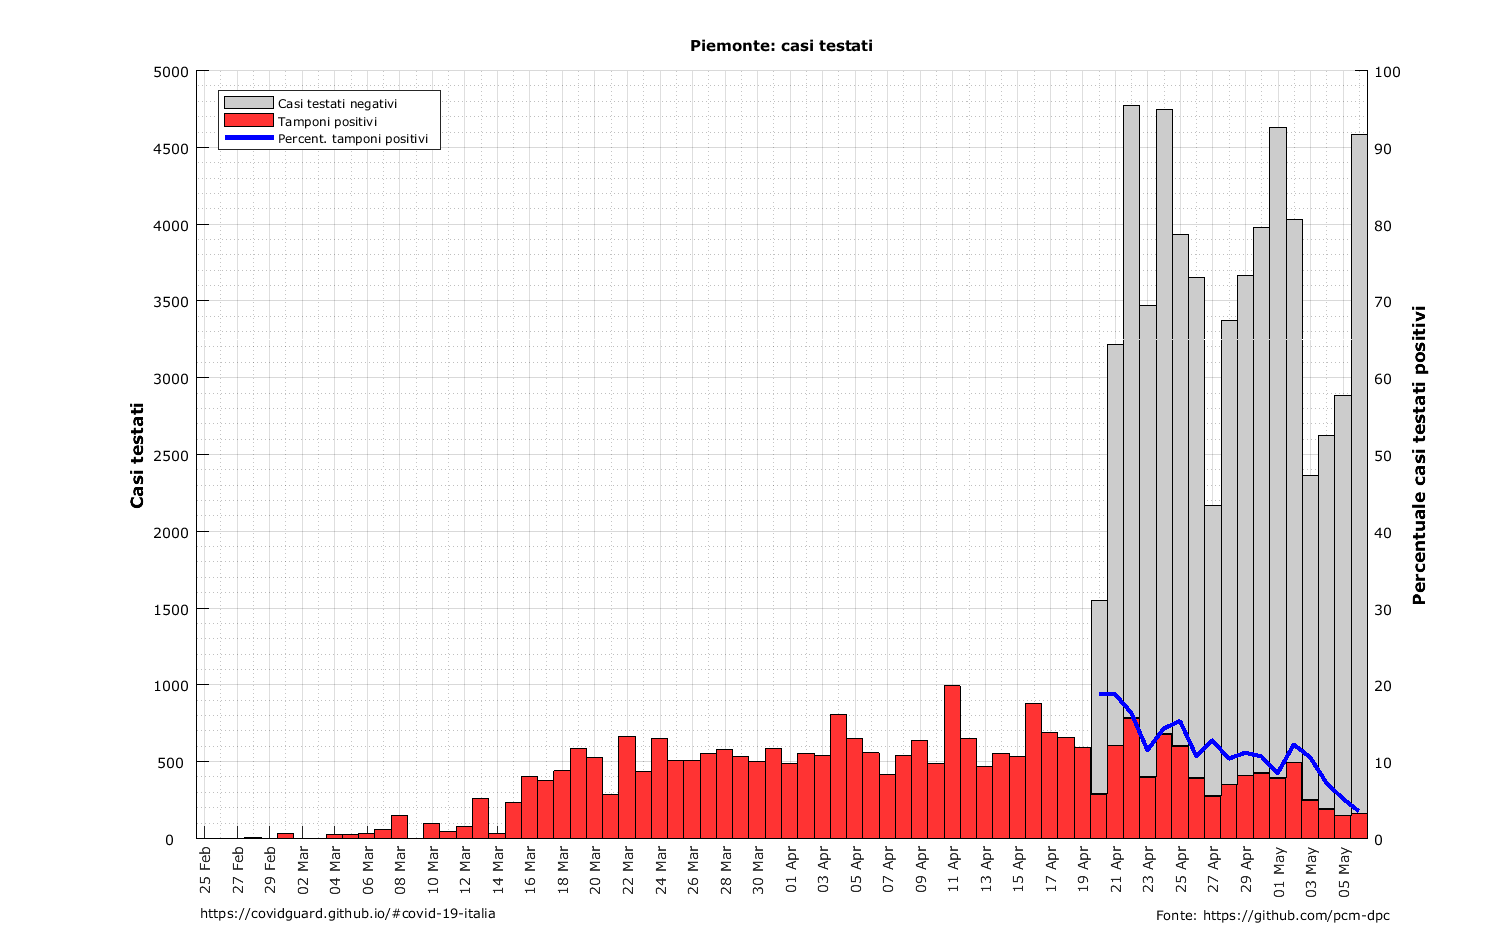 Piemonte: casi testati
Casi testati negativi
Tamponi positivi
Percent. tamponi positivi
Casi testati
5000
4500
4000
3500
3000
2500
2000
1500
1000
500
0
100
90
80
70
60
50
40
30
20
10
0
Percentuale casi testati positivi
25 Feb
27 Feb
29 Feb
02 Mar
04 Mar
06 Mar
08 Mar
10 Mar
12 Mar
14 Mar
16 Mar
18 Mar
20 Mar
22 Mar
24 Mar
26 Mar
28 Mar
30 Mar
01 Apr
03 Apr
05 Apr
07 Apr
09 Apr
11 Apr
13 Apr
15 Apr
17 Apr
19 Apr
21 Apr
23 Apr
25 Apr
27 Apr
29 Apr
01 May
03 May
05 May
https://covidguard.github.io/#covid-19-italia
Fonte: https://github.com/pcm-dpc